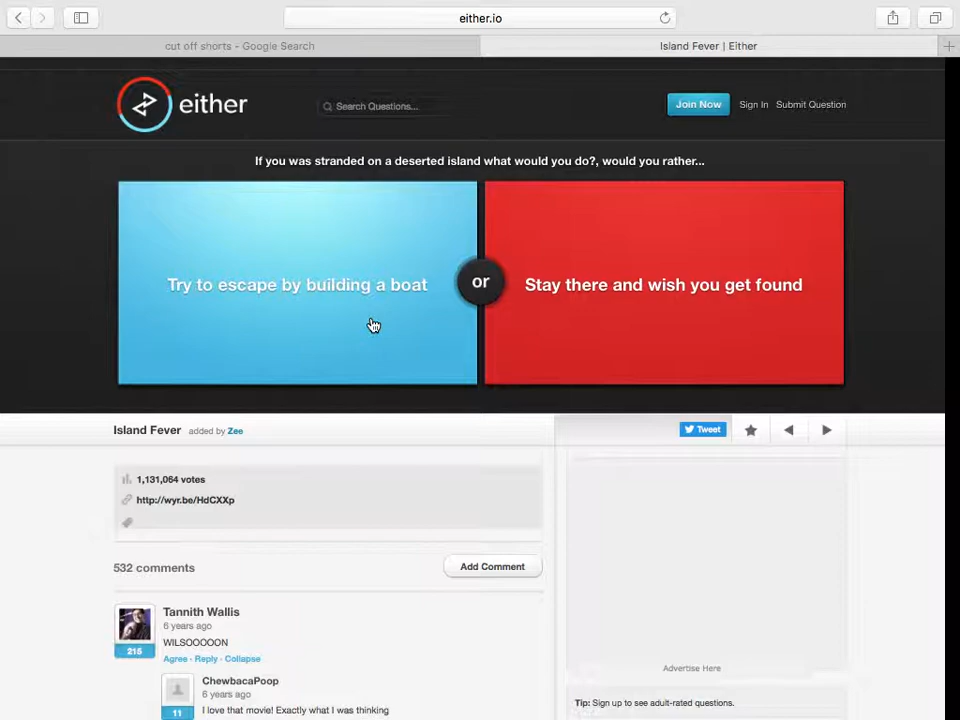 either.io
cut off shorts - Google Search
Island Fever | Either
either
Search Questions...
Join Now
Sign In
Submit Question
If you was stranded on a deserted island what would you do?, would you rather...
Try to escape by building a boat
or
Stay there and wish you get found
Island Fever added by Zee
Tweet
1,131,064 votes
http://wyr.be/HdCXXp
532 comments
Add Comment
Tannith Wallis
6 years ago
WILSOOOOON
215
Agree - Reply - Collapse
ChewbacaPoop
6 years ago
11
I love that movie! Exactly what I was thinking
Advertise Here
Tip: Sign up to see adult-rated questions.